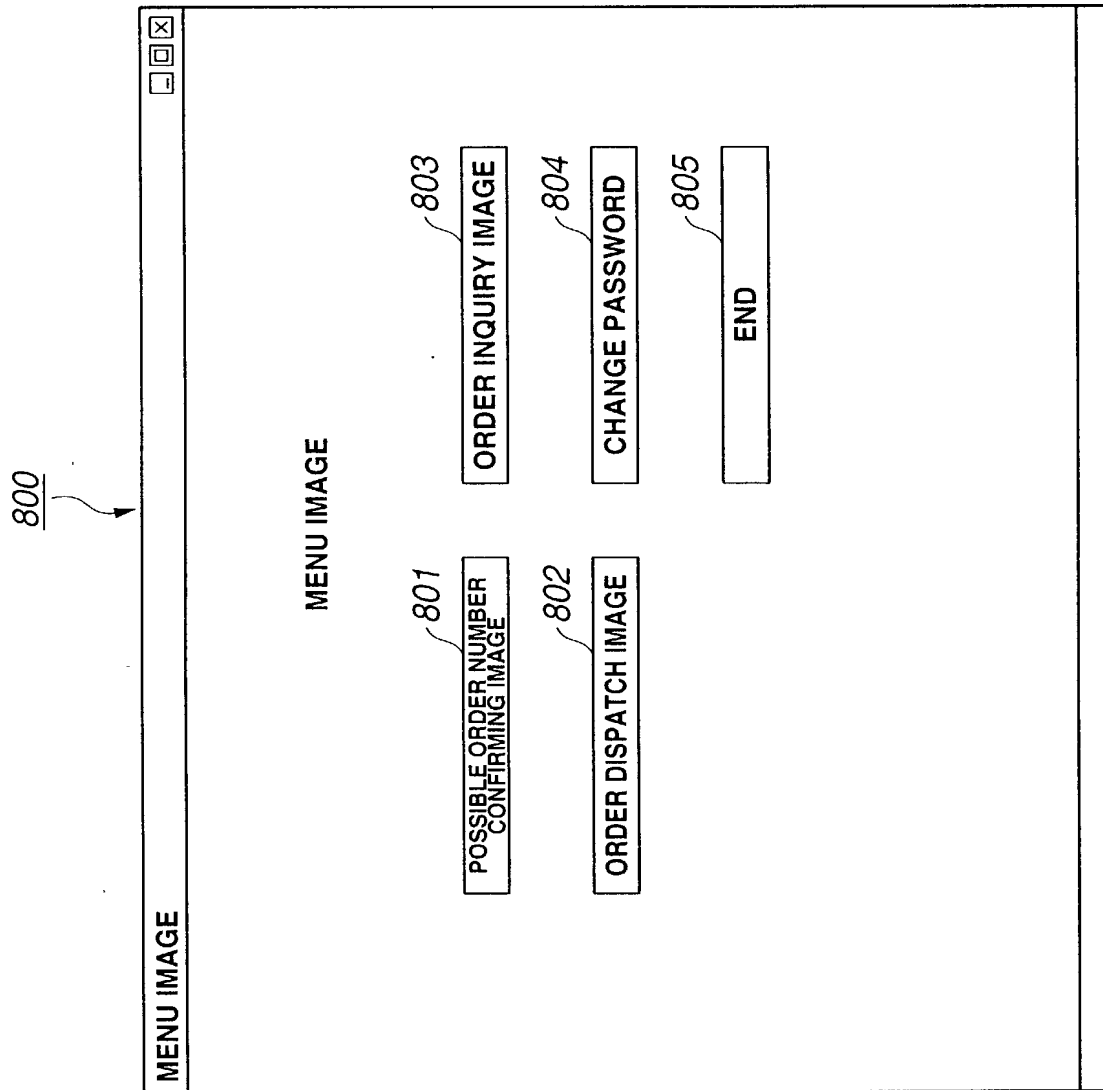 800
MENU IMAGE
MENU IMAGE
801
POSSIBLE ORDER NUMBER
CONFIRMING IMAGE
803
ORDER INQUIRY IMAGE
802
ORDER DISPATCH IMAGE
804
CHANGE PASSWORD
805
END